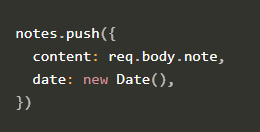 notes.push({
  content: req.body.note,
  date: new Date(),
})